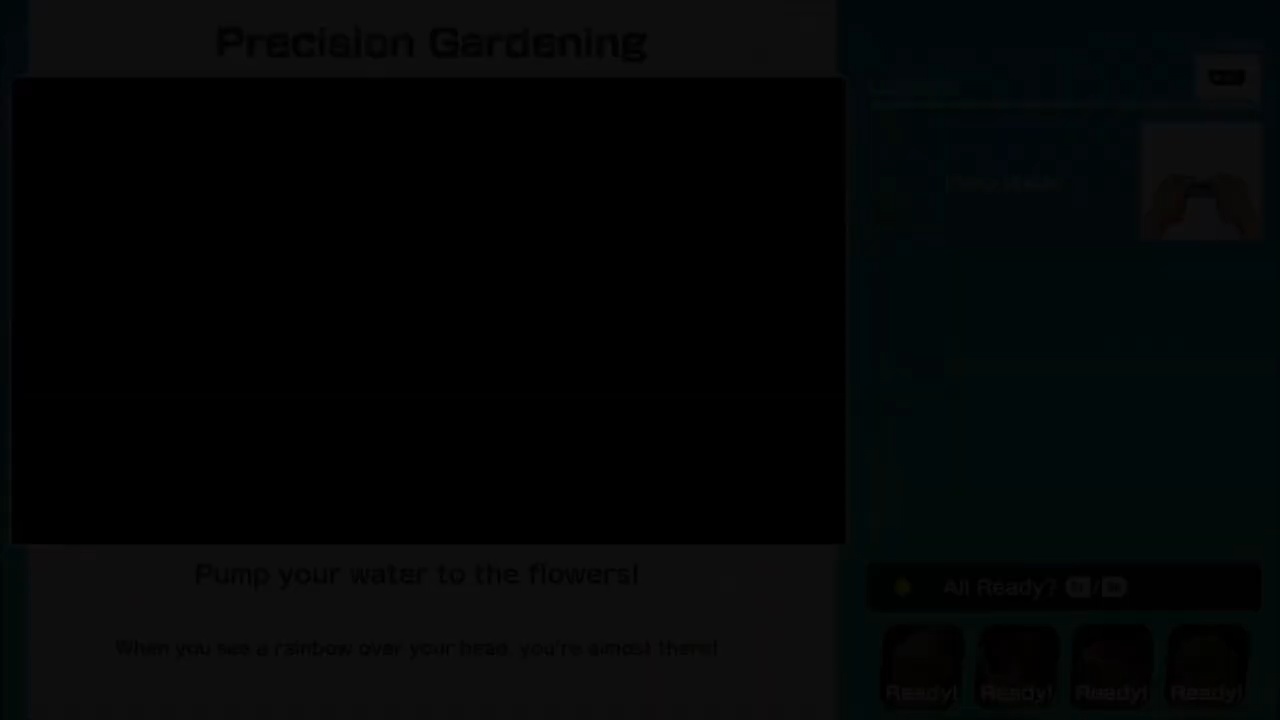 Precision Gardening
Pump your water to the flowers!
When you see a rainbow over your head, you're almost there!
All Ready?
Ready!
Ready!
Ready!
Ready!